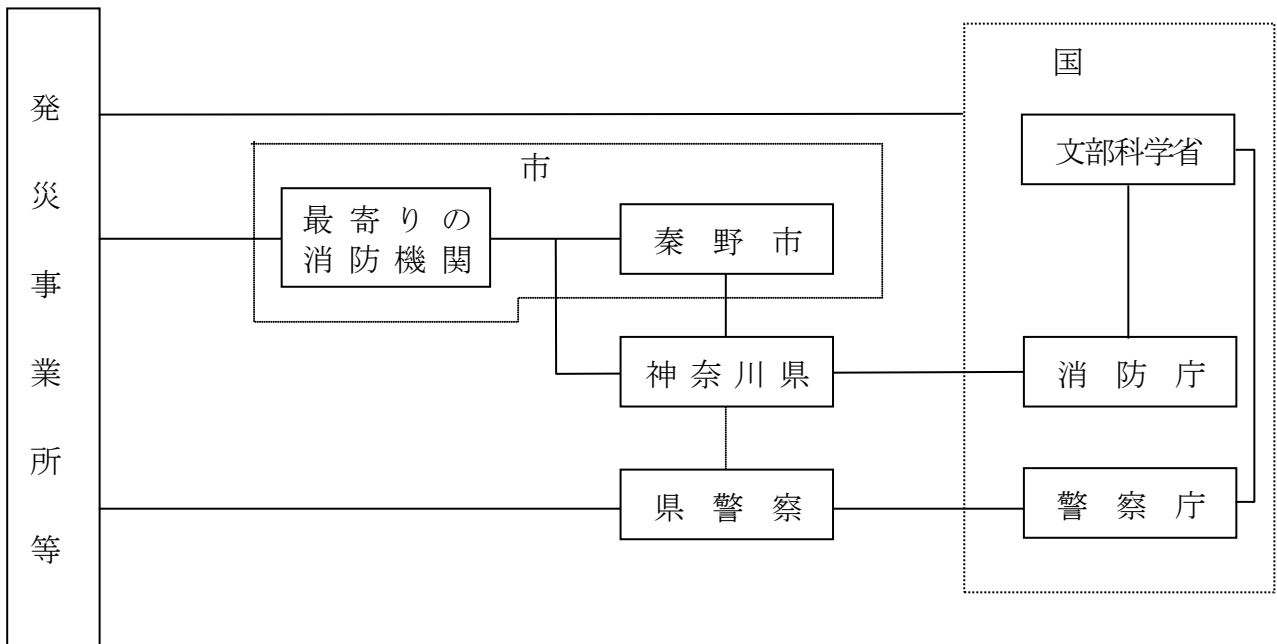 発災事業所等
国
文部科学省
市
最寄りの
消防機関
秦野市
神奈川県
消防庁
県警察
警察庁